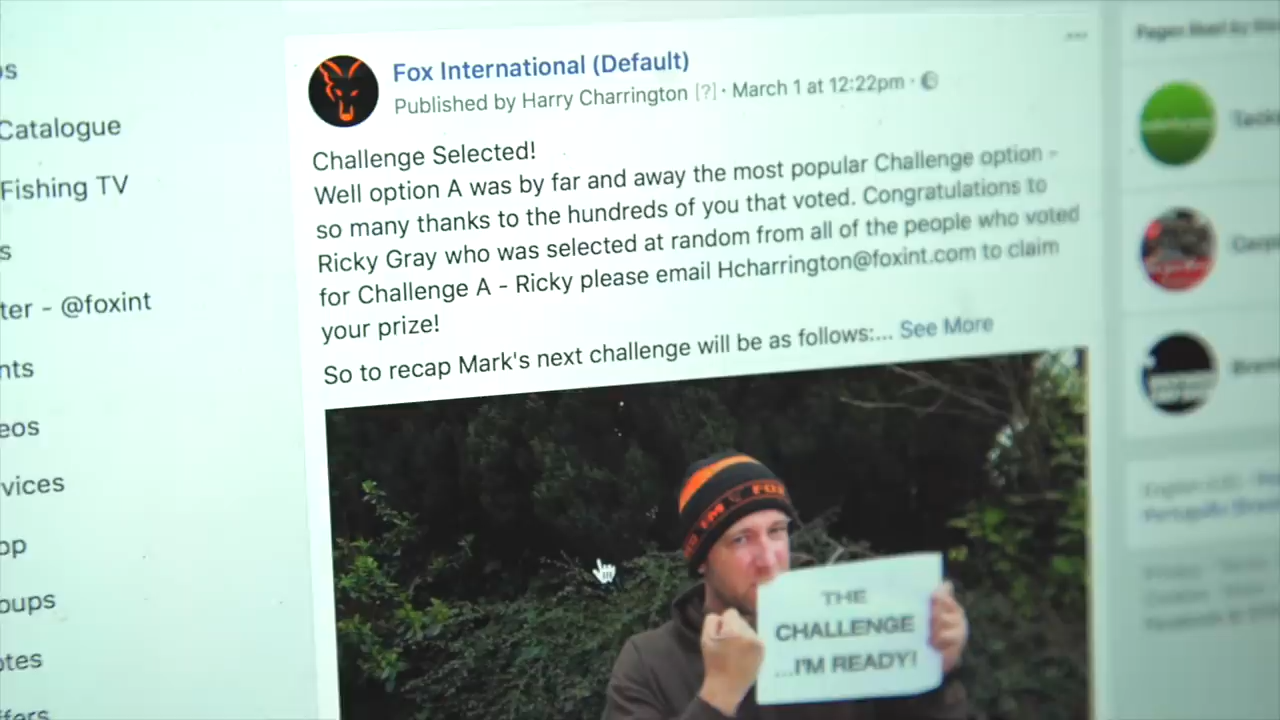 s
Catalogue
Fishing TV
s
ter - @foxint
nts
eos
vices
op
oups
otes
ffers
Fox International (Default)
Published by Harry Charrington [?] · March 1 at 12:22pm ·
Challenge Selected!
Well option A was by far and away the most popular Challenge option -
so many thanks to the hundreds of you that voted. Congratulations to
Ricky Gray who was selected at random from all of the people who voted
for Challenge A - Ricky please email Hcharrington@foxint.com to claim
your prize!
So to recap Mark's next challenge will be as follows:... See More
FOX
THE
CHALLENGE
...I'M READY!